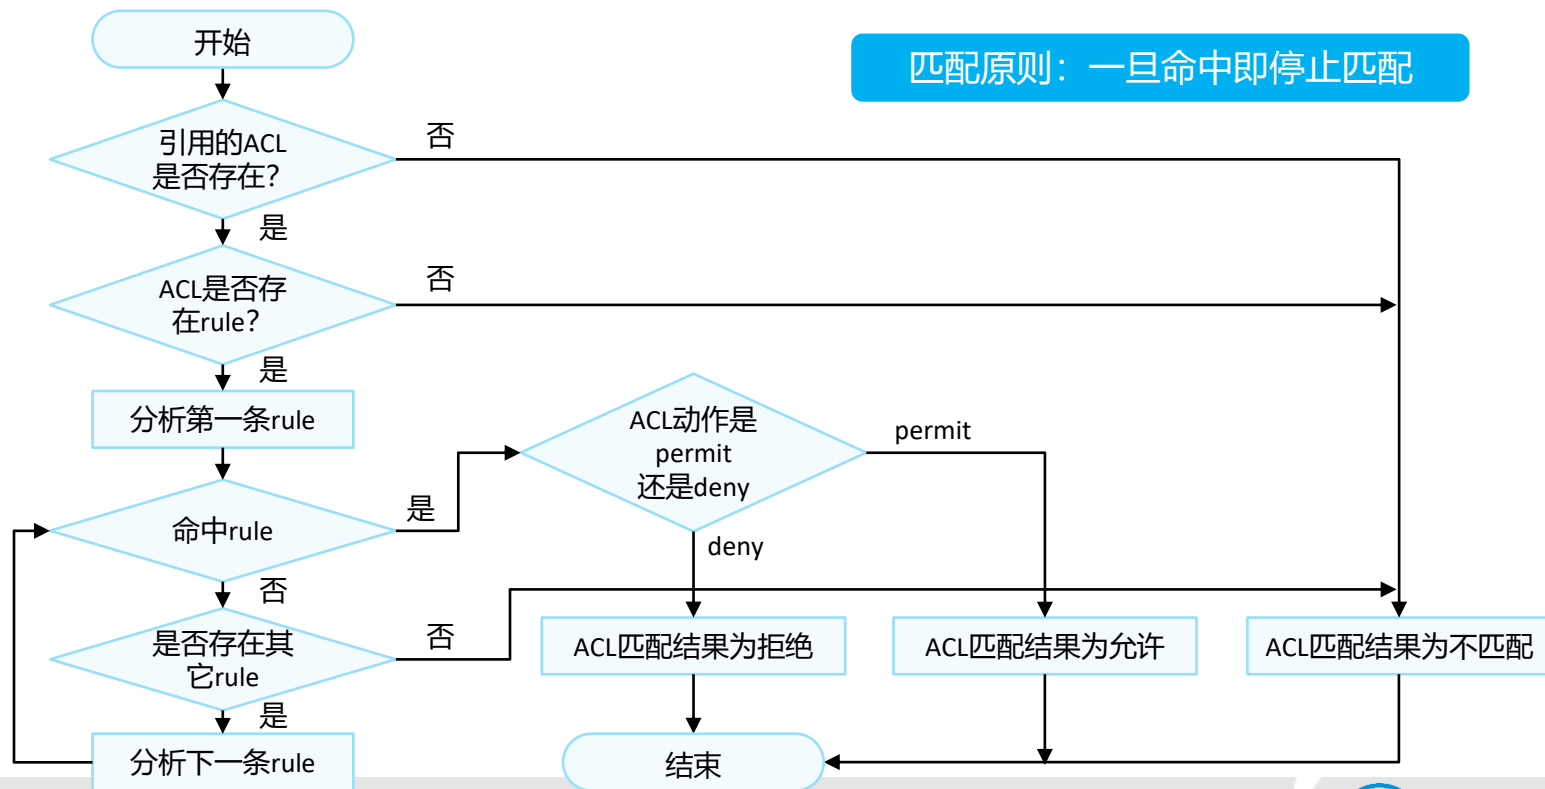 开始
匹配原则：一旦命中即停止匹配
引用的ACL
是否存在？
否
是
ACL是否存
在rule？
否
是
分析第一条rule
ACL动作是
permit
还是deny
permit
deny
命中rule
是
否
是否存在其
它rule
否
是
分析下一条rule
ACL匹配结果为拒绝
ACL匹配结果为允许
ACL匹配结果为不匹配
结束